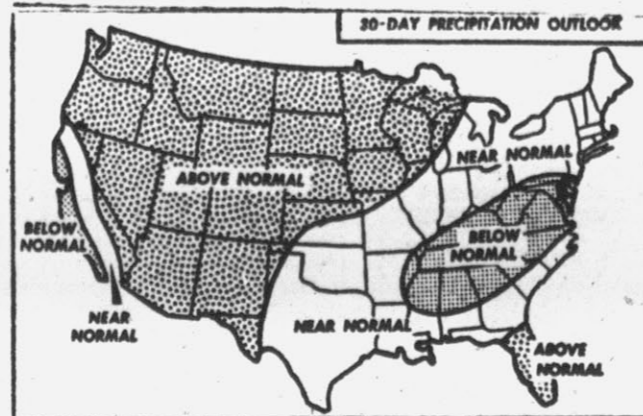 30-DAY PRECIPITATION OUTLOOK
NEAR NORMAL
ABOVE NORMAL
BELOW
NORMAL
BELOW
NORMAL
NEAR
NORMAL
NEAR NORMAL
ABOVE
NORMAL